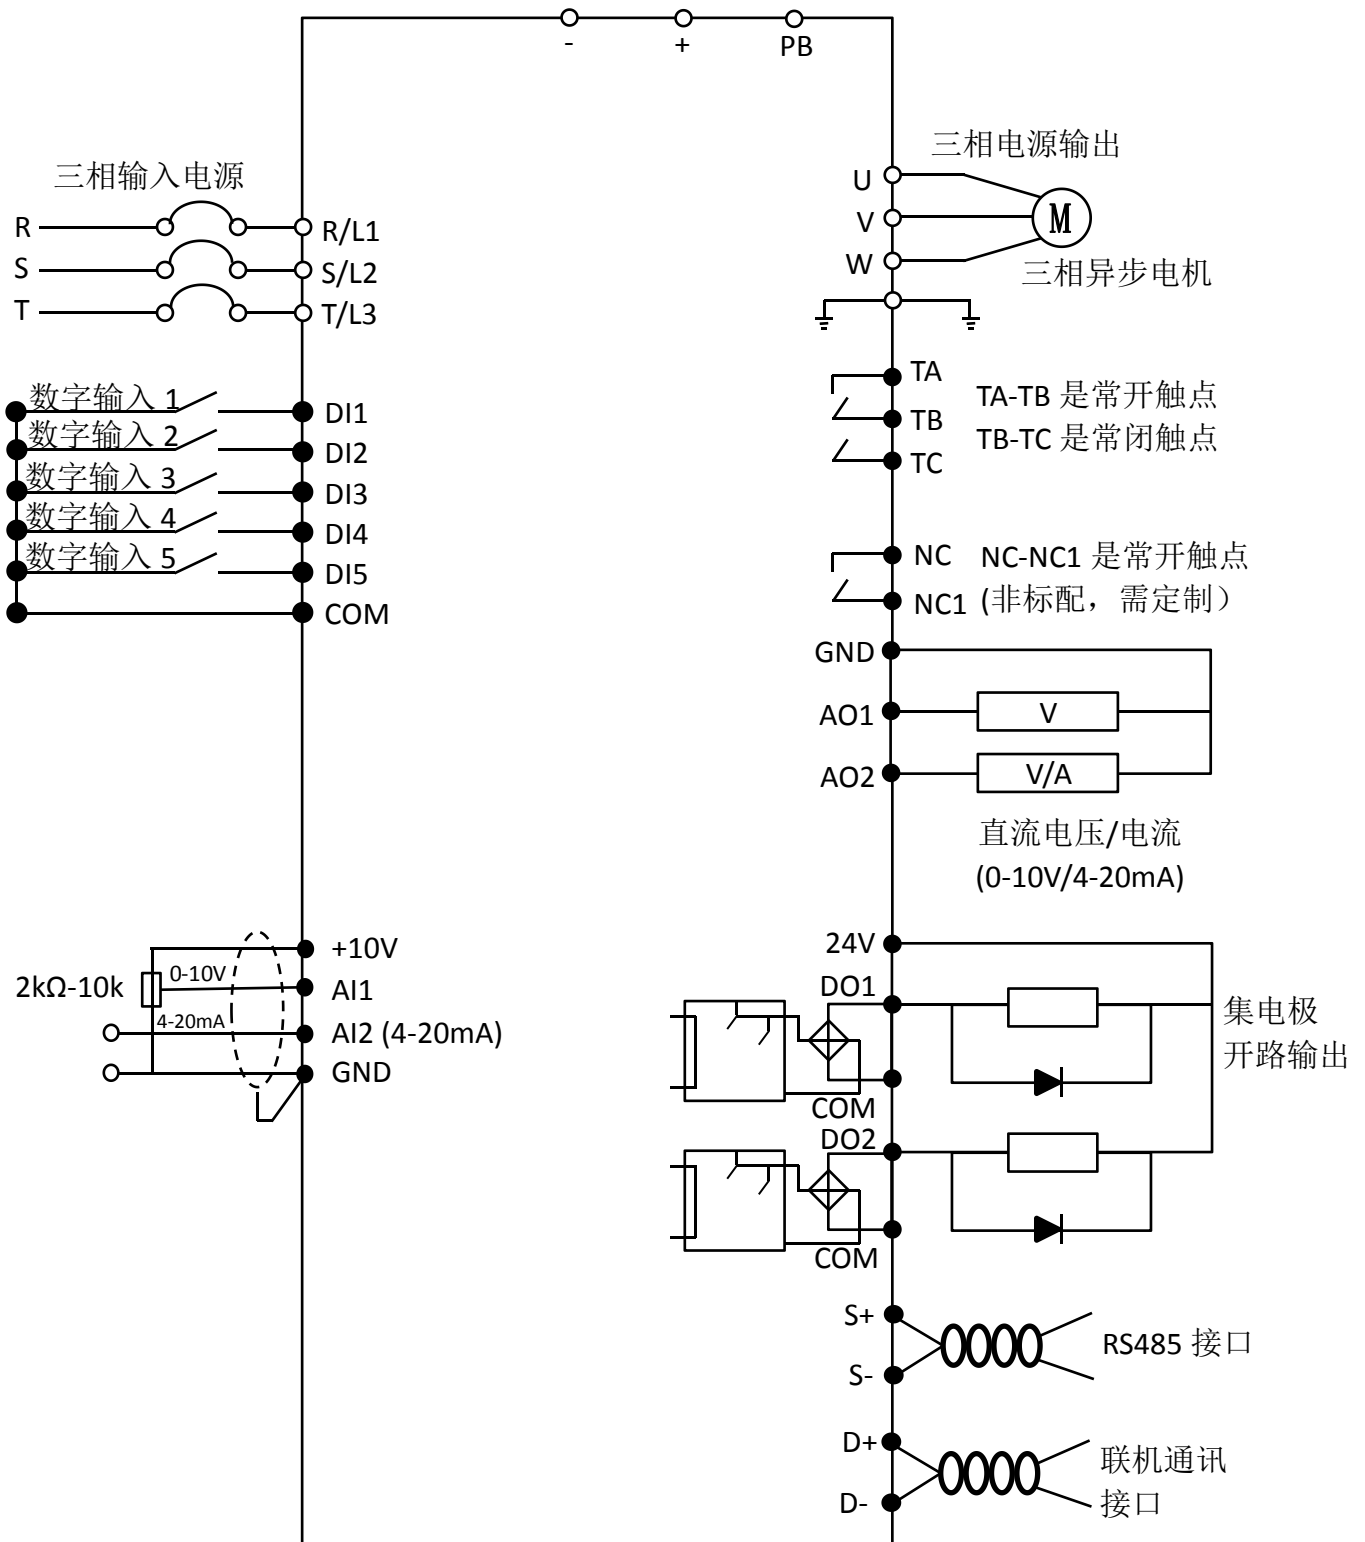 - + PB
三相输入电源
R R/L1
S S/L2
T T/L3
数字输入 1 DI1
数字输入 2 DI2
数字输入 3 DI3
数字输入 4 DI4
数字输入 5 DI5
COM
+10V
2kΩ-10k 0-10V AI1
4-20mA AI2 (4-20mA)
GND
三相电源输出
U
V M
W
三相异步电机
TA
TA-TB 是常开触点
TB
TB-TC 是常闭触点
TC
NC NC-NC1 是常开触点
NC1 (非标配，需定制）
GND
AO1 V
AO2 V/A
直流电压/电流
(0-10V/4-20mA)
24V
DO1
集电极
开路输出
COM
DO2
COM
S+
RS485 接口
S-
D+
联机通讯
接口
D-